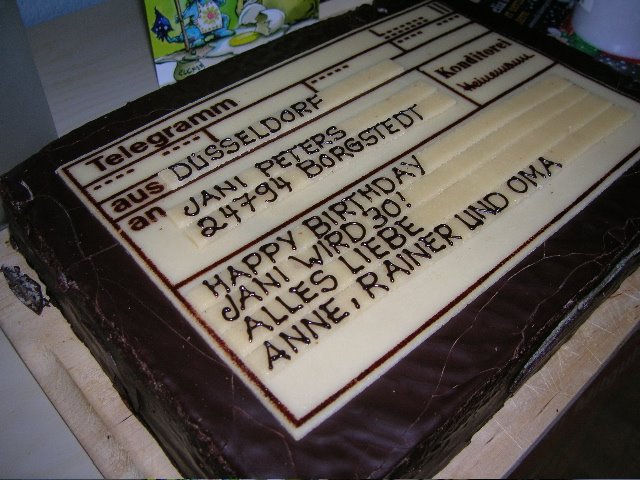 Telegramm
Konditorei
Heinemann
aus DÜSSELDORF
an JANI PETERS
24794 BORGSTEDT
HAPPY BIRTHDAY
JANI WIRD 30!
ALLES LIEBE
ANNE, RAINER UND OMA